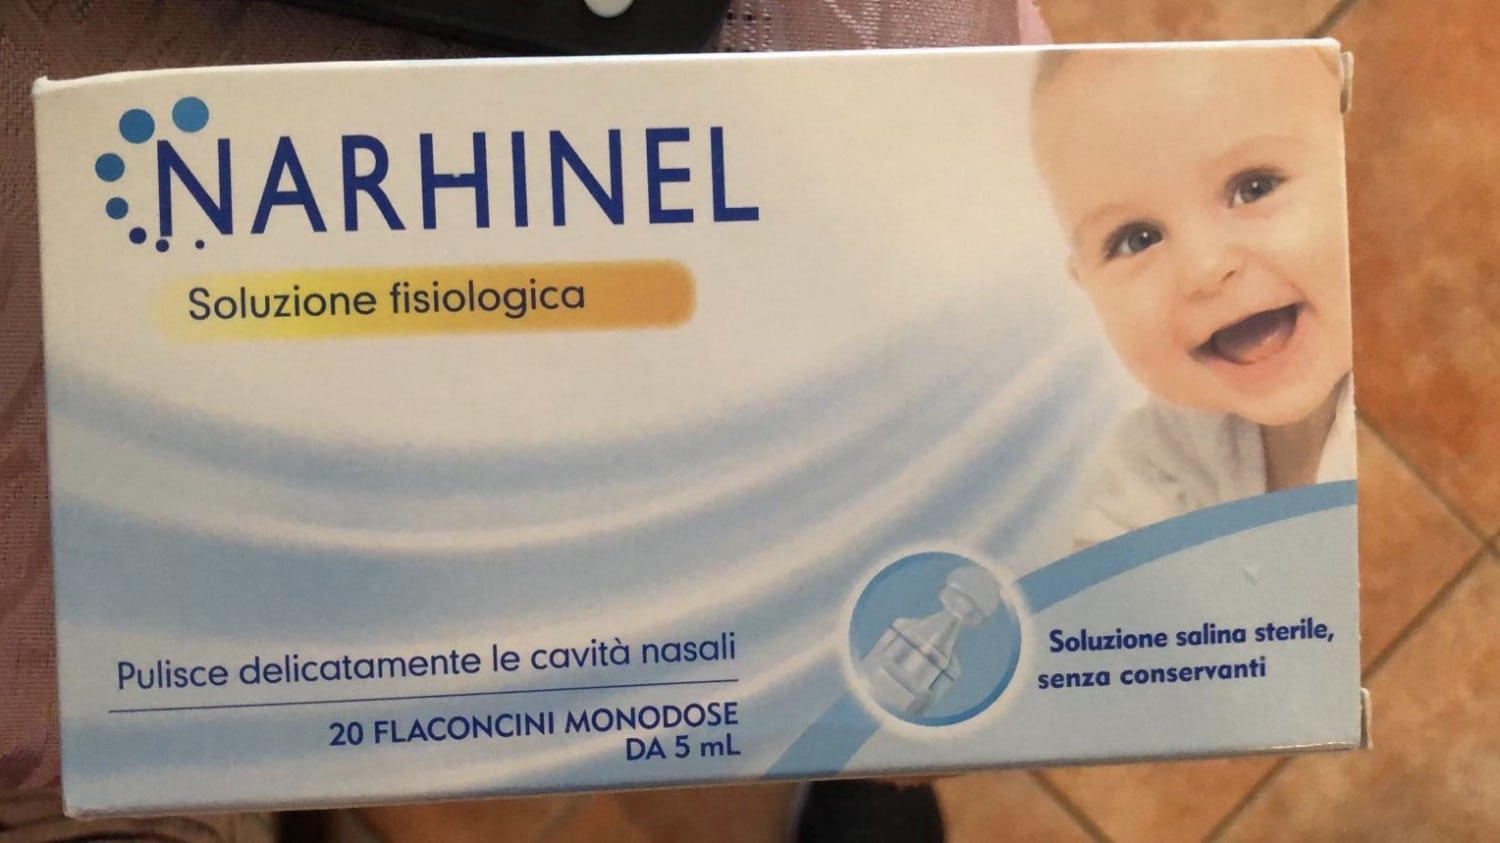 NARHINEL
Soluzione fisiologica
Pulisce delicatamente le cavità nasali
20 FLACONCINI MONODOSE
DA 5 mL
Soluzione salina sterile,
senza conservanti